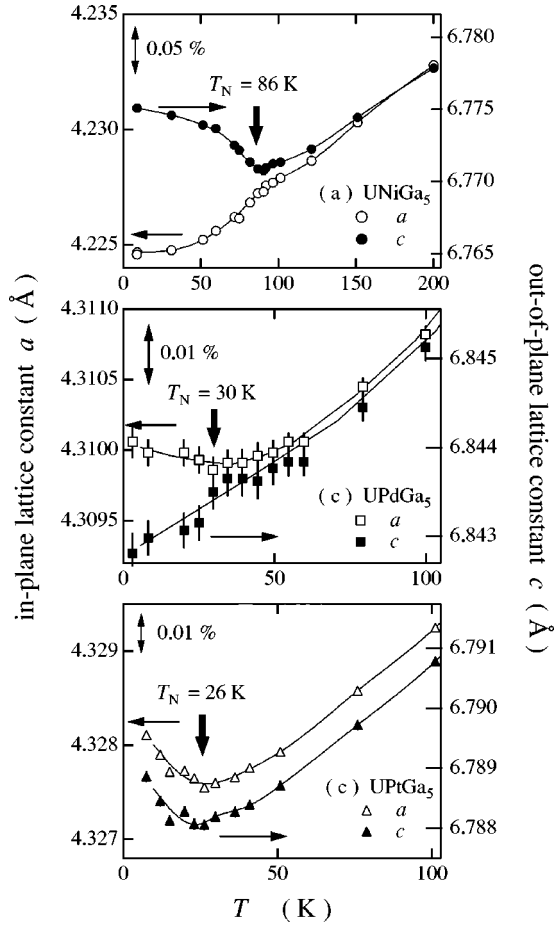 4.235
4.230
4.225
6.780
6.775
6.770
6.765
0.05 %
T_N = 86 K
( a ) UNiGa5
a
c
0 50 100 150 200
4.3110
4.3105
4.3100
4.3095
6.845
6.844
6.843
0.01 %
T_N = 30 K
( c ) UPdGa5
a
c
0 50 100
4.329
4.328
4.327
6.791
6.790
6.789
6.788
0.01 %
T_N = 26 K
( c ) UPtGa5
a
c
0 50 100
T (K)
in-plane lattice constant a (Å)
out-of-plane lattice constant c (Å)